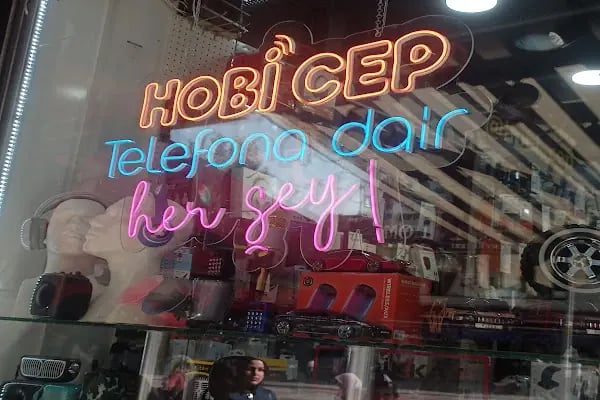 HOBİ CEP
Telefona dair
her şey!